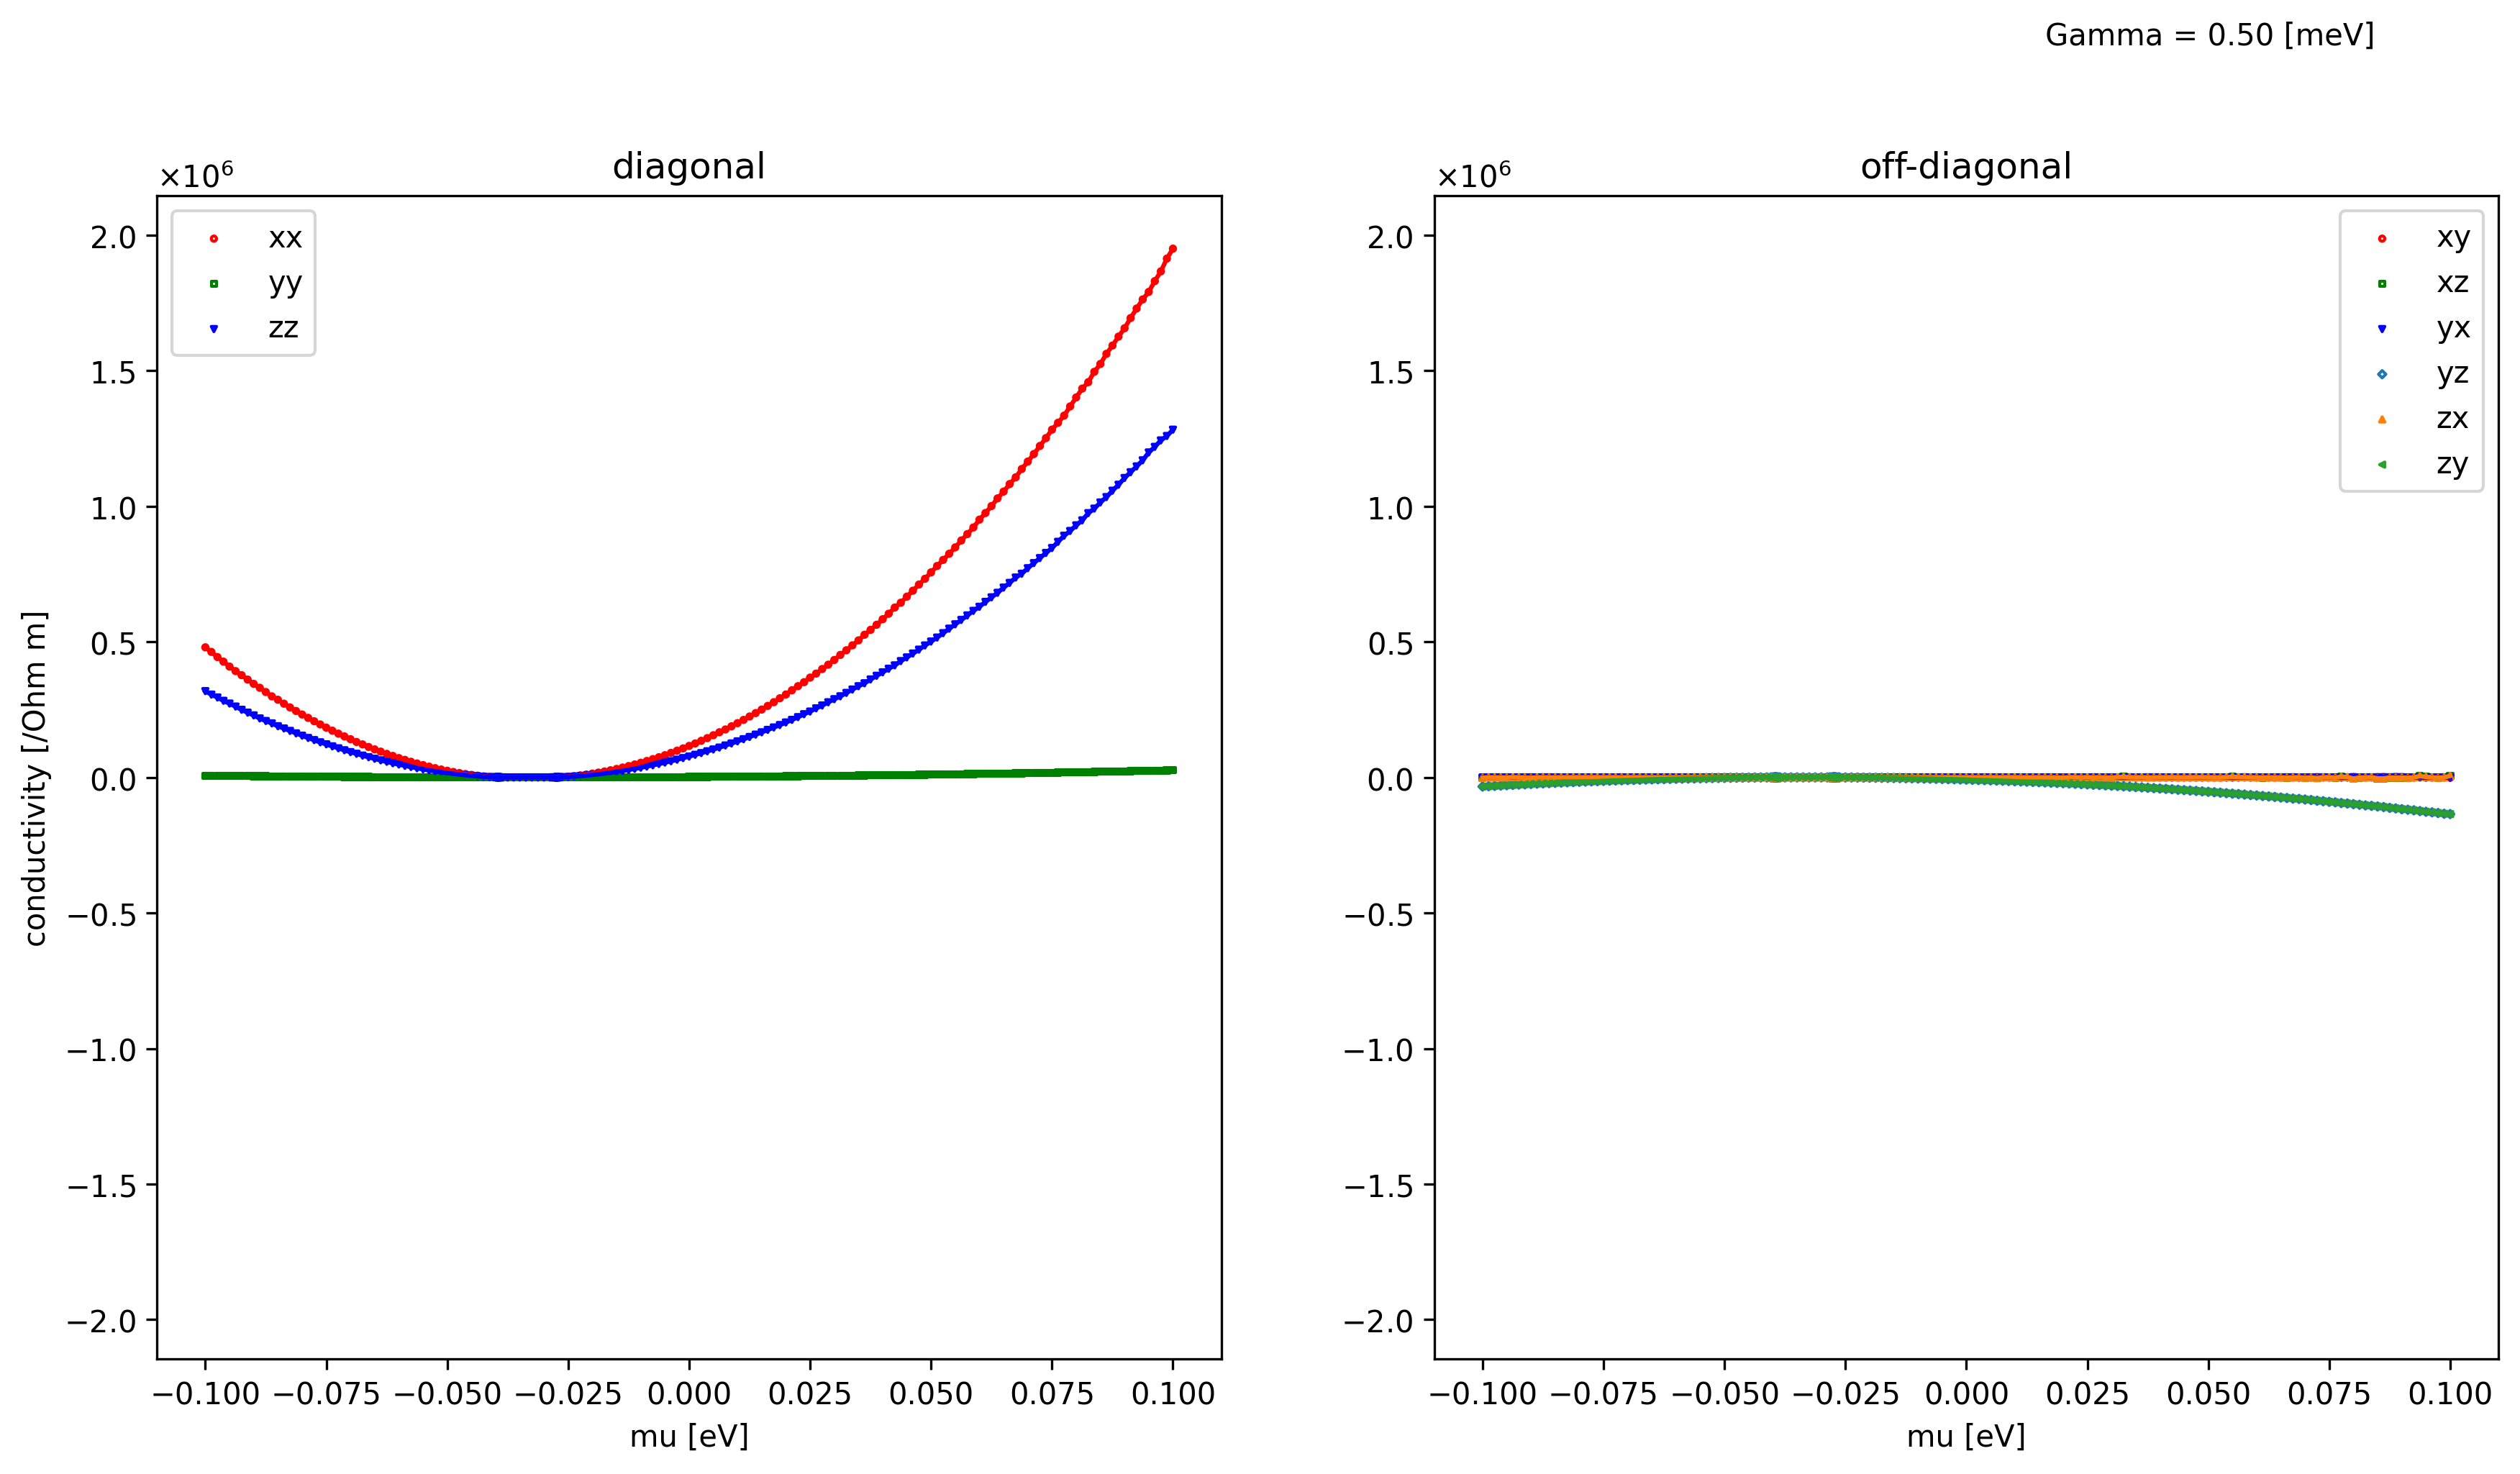 Gamma = 0.50 [meV]
diagonal
×10⁶
2.0
1.5
1.0
0.5
0.0
−0.5
−1.0
−1.5
−2.0
conductivity [/Ohm m]
xx
yy
zz
−0.100 −0.075 −0.050 −0.025 0.000 0.025 0.050 0.075 0.100
mu [eV]
off-diagonal
×10⁶
2.0
1.5
1.0
0.5
0.0
−0.5
−1.0
−1.5
−2.0
xy
xz
yx
yz
zx
zy
−0.100 −0.075 −0.050 −0.025 0.000 0.025 0.050 0.075 0.100
mu [eV]